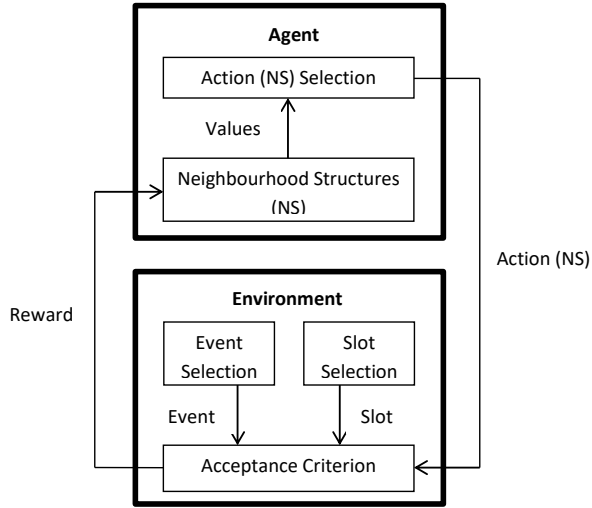 Agent
Action (NS) Selection
Values
Neighbourhood Structures
(NS)
Action (NS)
Reward
Environment
Event
Selection
Slot
Selection
Event
Slot
Acceptance Criterion